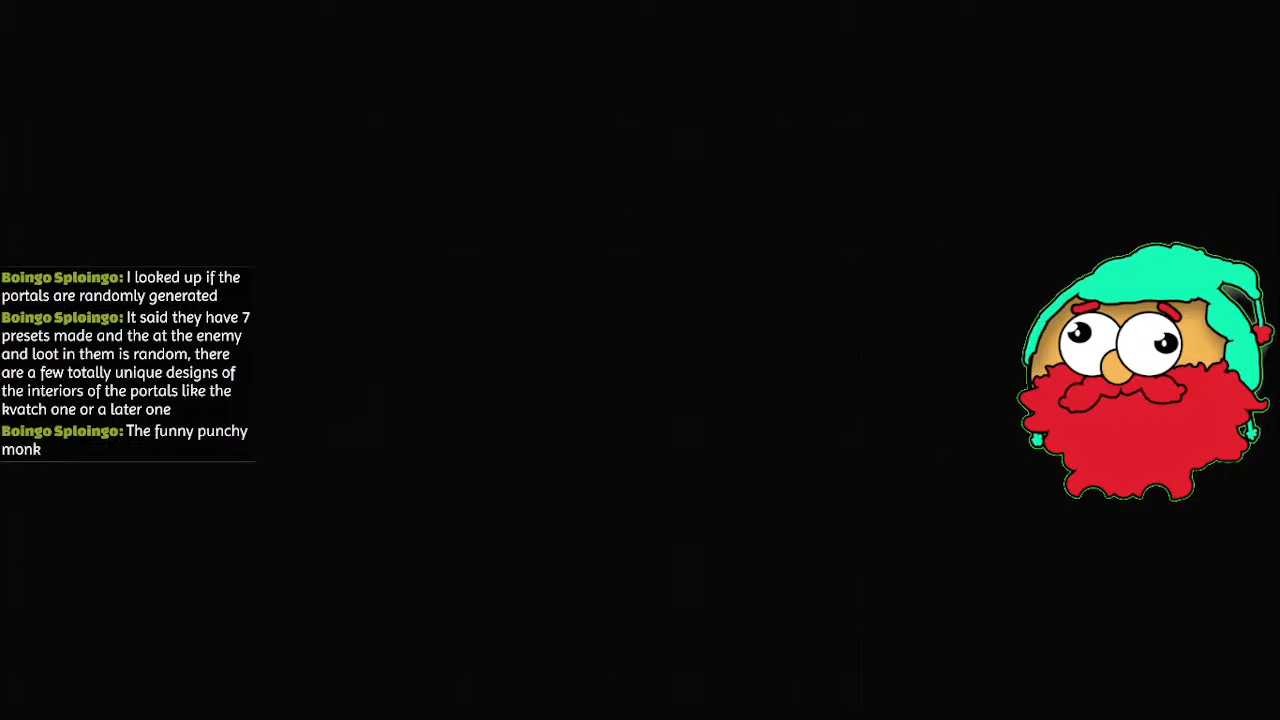 Boingo Sploingo: I looked up if the
portals are randomly generated
Boingo Sploingo: It said they have 7
presets made and the at the enemy
and loot in them is random, there
are a few totally unique designs of
the interiors of the portals like the
kvatch one or a later one
Boingo Sploingo: The funny punchy
monk